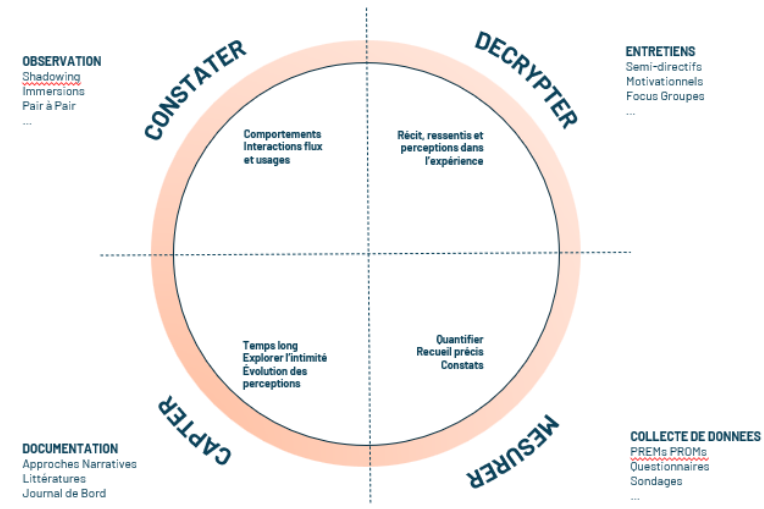 OBSERVATION
Shadowing
Immersions
Pair à Pair
...
CONSTATER
DECRYPTER
ENTRETIENS
Semi-directifs
Motivationnels
Focus Groupes
...
Comportements
Interactions flux
et usages
Récit, ressentis et
perceptions dans
l'expérience
Temps long
Explorer l'intimité
Évolution des
perceptions
Quantifier
Recueil précis
Constats
CAPTER
MESURER
DOCUMENTATION
Approches Narratives
Littératures
Journal de Bord
COLLECTE DE DONNEES
PREMs PROMs
Questionnaires
Sondages
...